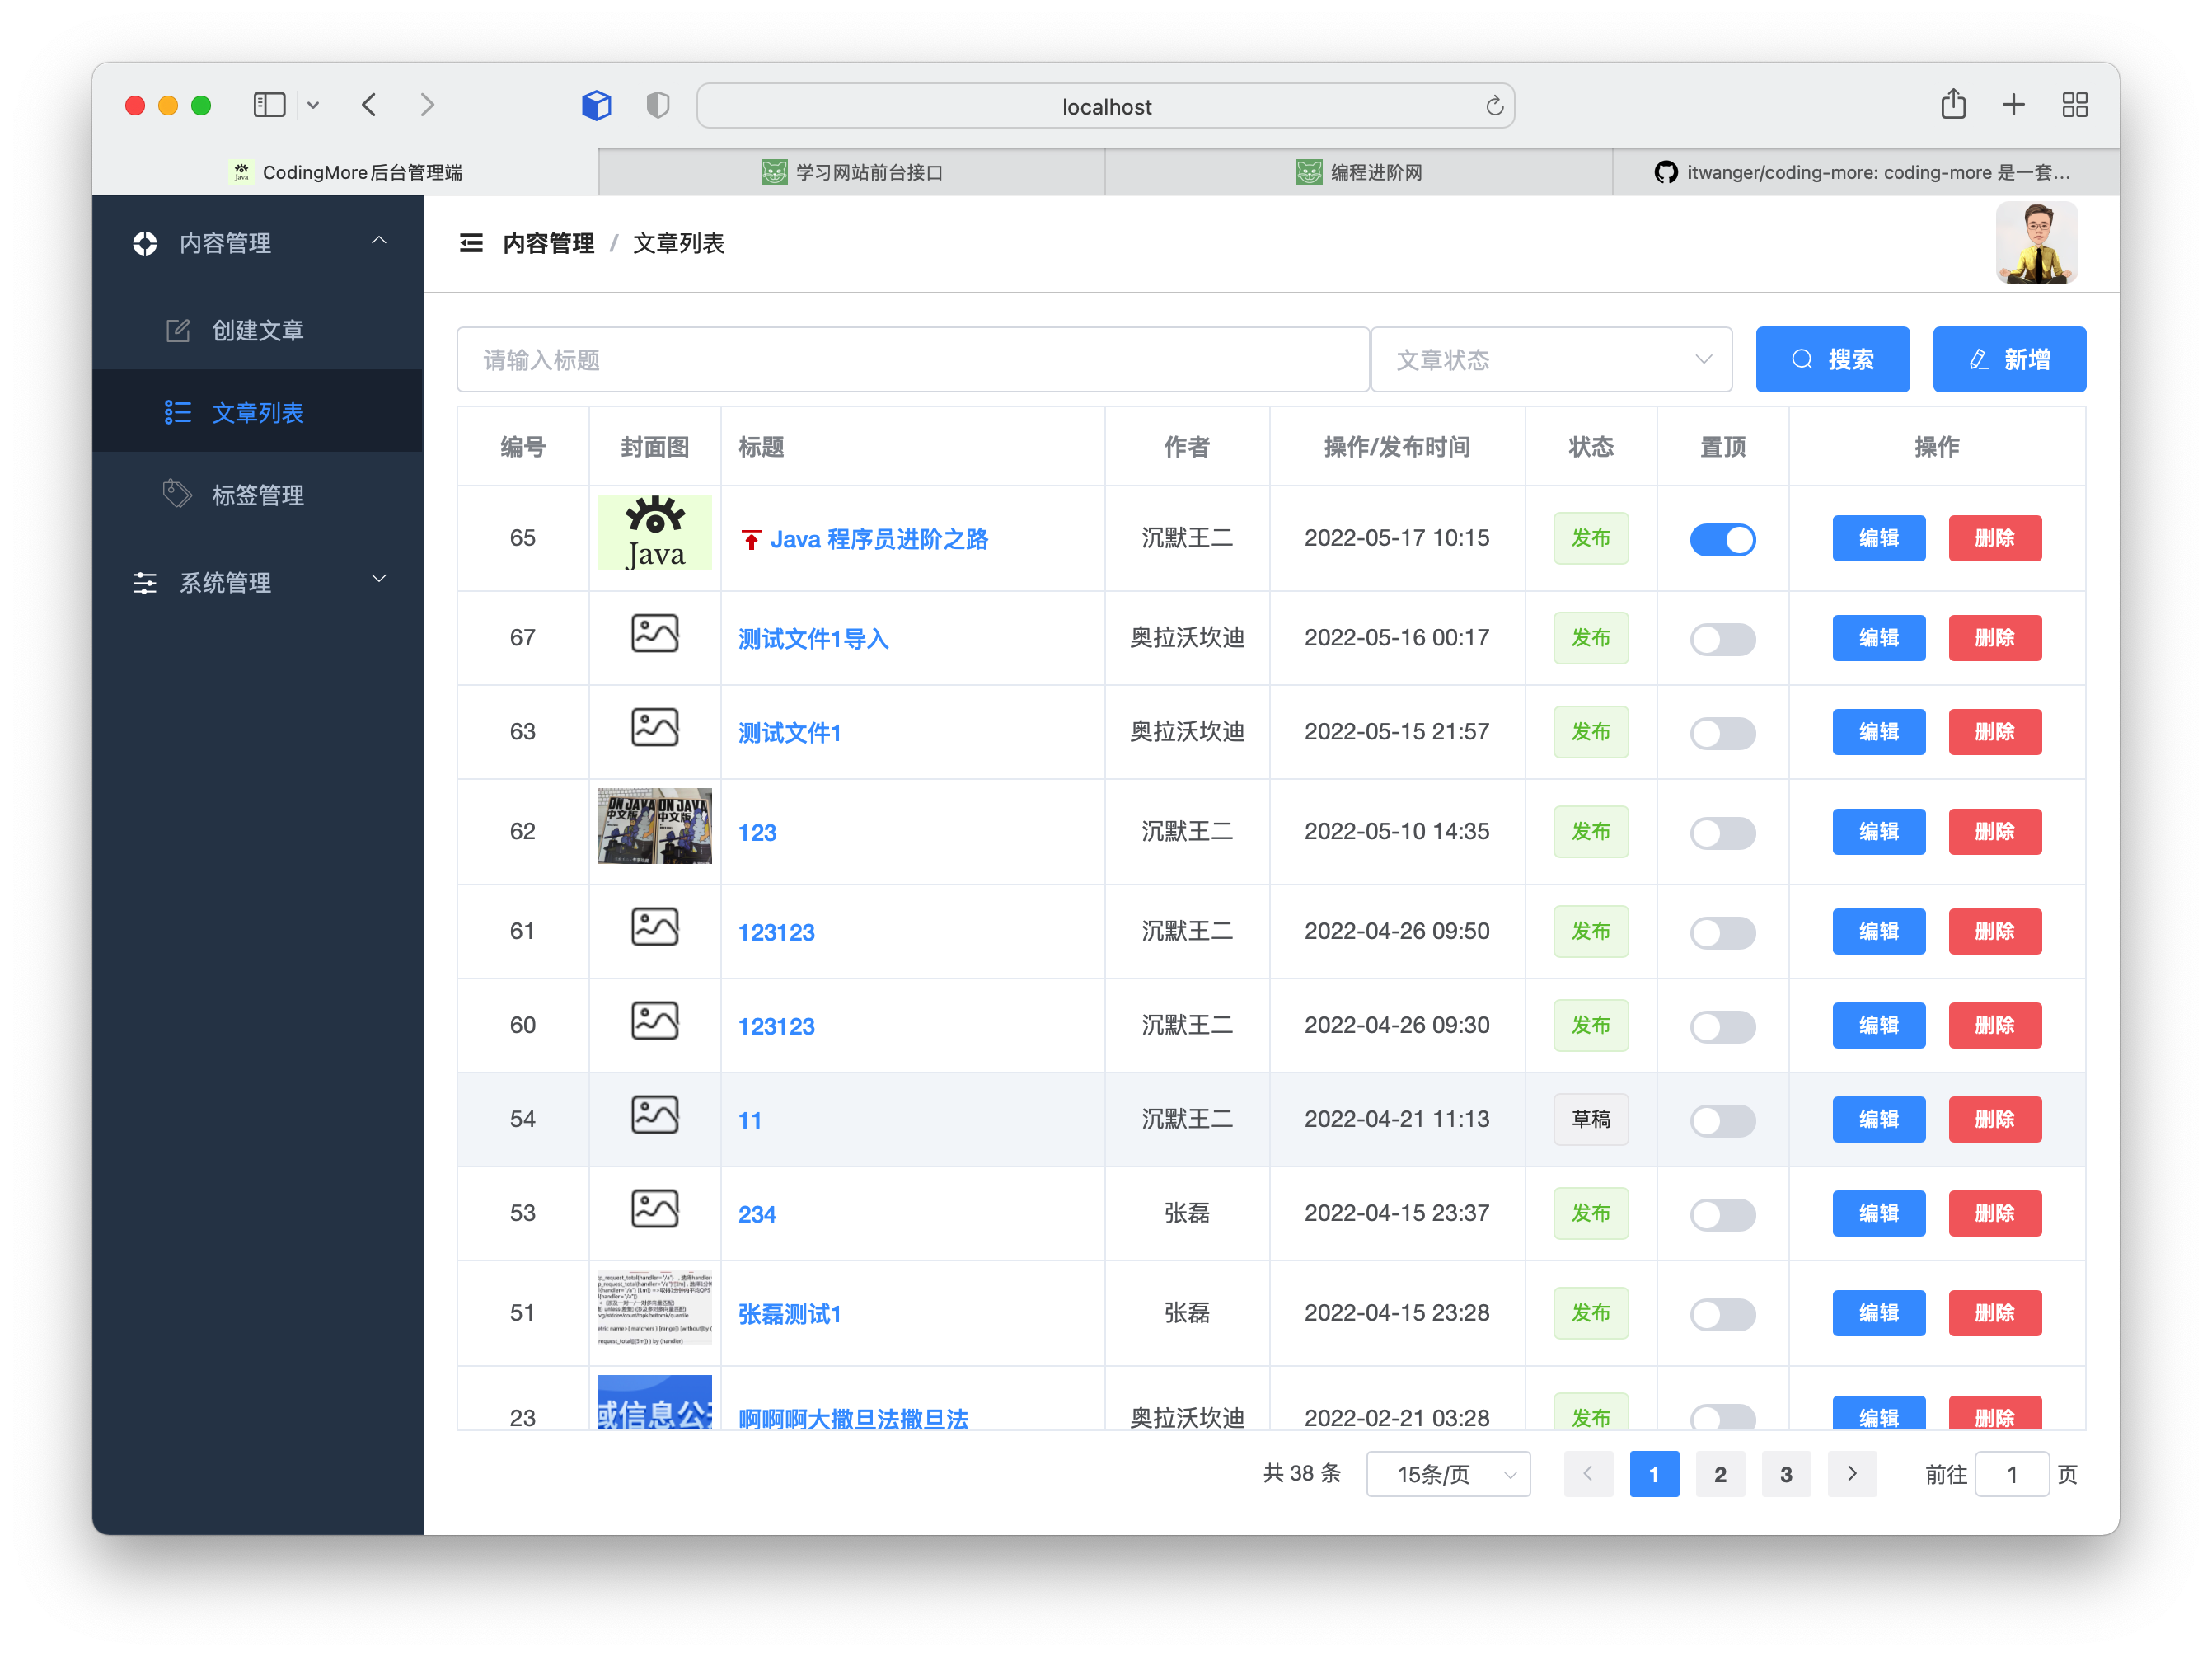 localhost
CodingMore后台管理端
学习网站前台接口
编程进阶网
itwanger/coding-more: coding-more 是一套...
内容管理
创建文章
文章列表
标签管理
系统管理
内容管理 / 文章列表
请输入标题 文章状态 搜索 新增
编号 封面图 标题 作者 操作/发布时间 状态 置顶 操作
65 Java Java 程序员进阶之路 沉默王二 2022-05-17 10:15 发布 编辑 删除
67 测试文件1导入 奥拉沃坎迪 2022-05-16 00:17 发布 编辑 删除
63 测试文件1 奥拉沃坎迪 2022-05-15 21:57 发布 编辑 删除
62 ON JAVA 中文版 ON JAVA 中文版 123 沉默王二 2022-05-10 14:35 发布 编辑 删除
61 123123 沉默王二 2022-04-26 09:50 发布 编辑 删除
60 123123 沉默王二 2022-04-26 09:30 发布 编辑 删除
54 11 沉默王二 2022-04-21 11:13 草稿 编辑 删除
53 234 张磊 2022-04-15 23:37 发布 编辑 删除
51 张磊测试1 张磊 2022-04-15 23:28 发布 编辑 删除
23 域信息公 啊啊啊大撒旦法撒旦法 奥拉沃坎迪 2022-02-21 03:28 发布 编辑 删除
共 38 条 15条/页 1 2 3 前往 1 页